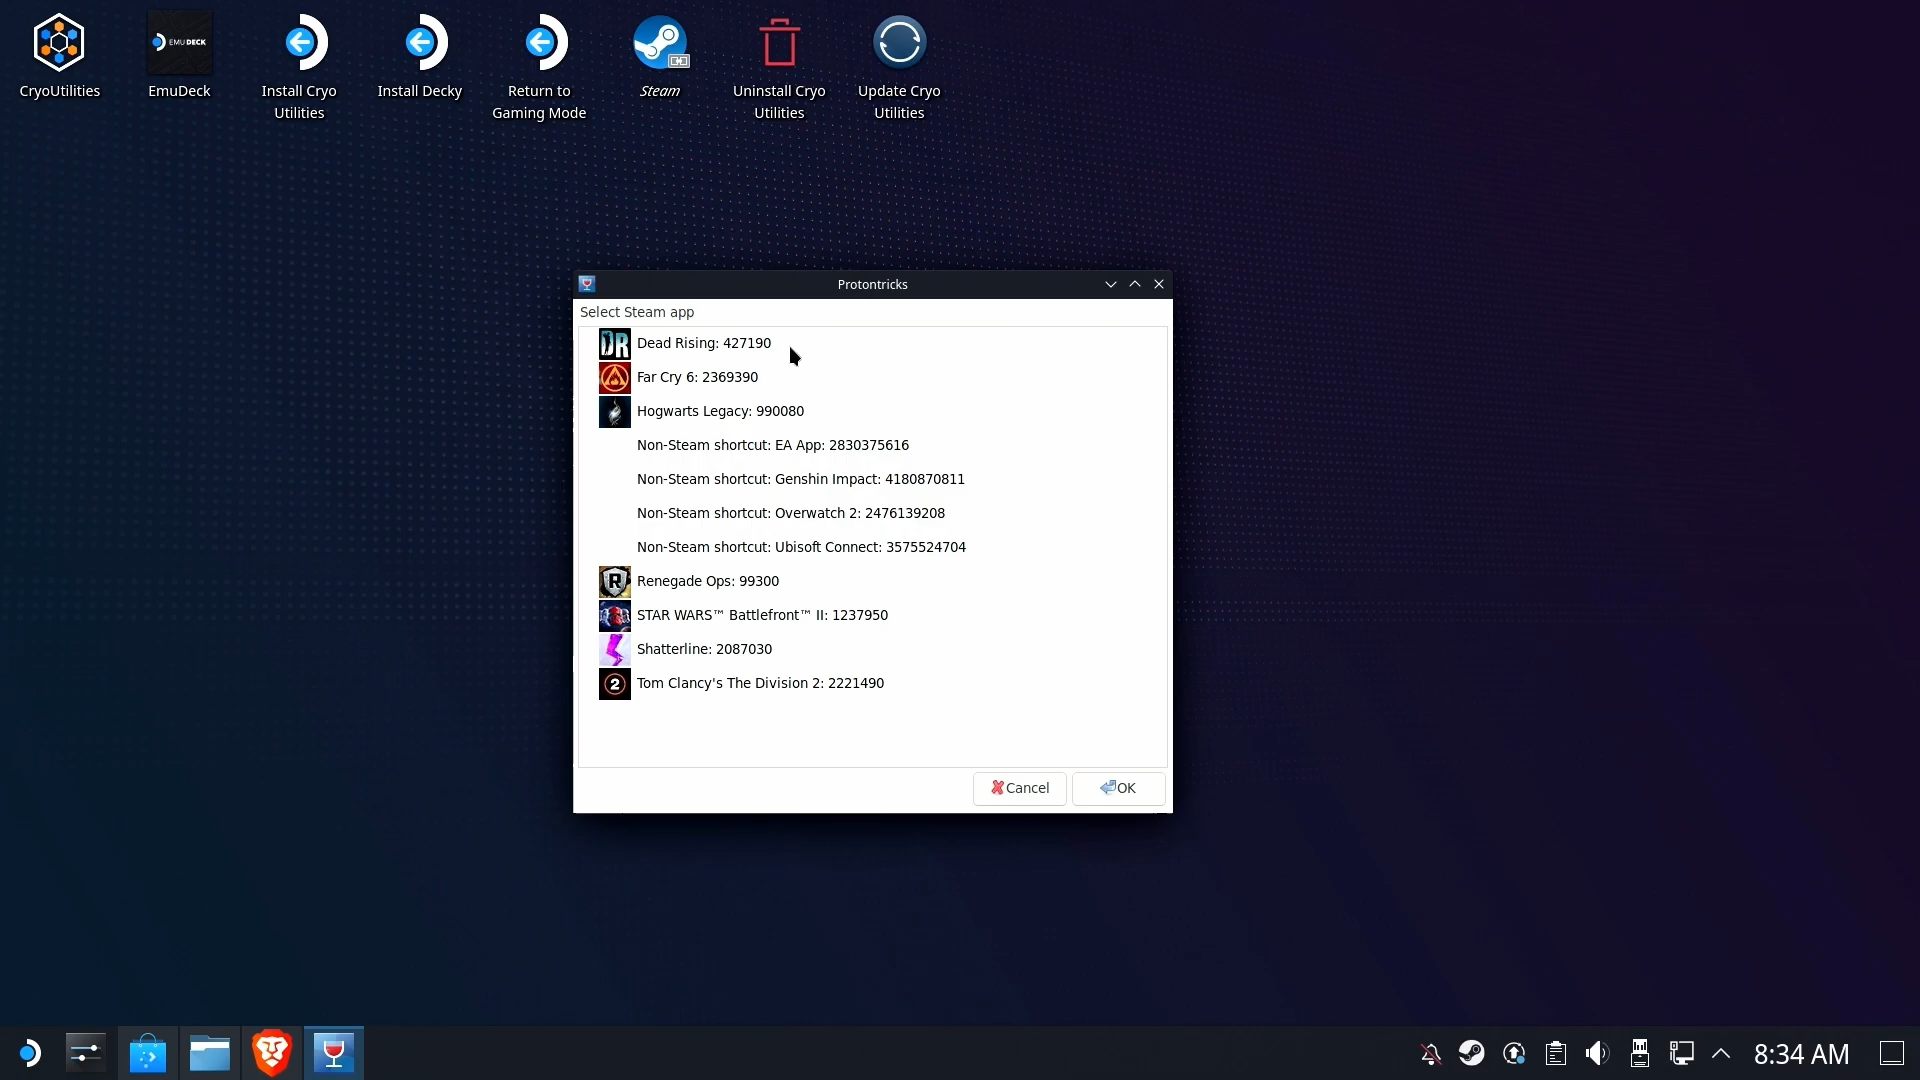 CryoUtilities
EMUDECK
EmuDeck
Install Cryo
Utilities
Install Decky
Return to
Gaming Mode
Steam
Uninstall Cryo
Utilities
Update Cryo
Utilities
Protontricks
Select Steam app
DR
Dead Rising: 427190
Far Cry 6: 2369390
Hogwarts Legacy: 990080
Non-Steam shortcut: EA App: 2830375616
Non-Steam shortcut: Genshin Impact: 4180870811
Non-Steam shortcut: Overwatch 2: 2476139208
Non-Steam shortcut: Ubisoft Connect: 3575524704
R
Renegade Ops: 99300
STAR WARS™ Battlefront™ II: 1237950
Shatterline: 2087030
2
Tom Clancy's The Division 2: 2221490
Cancel
OK
8:34 AM